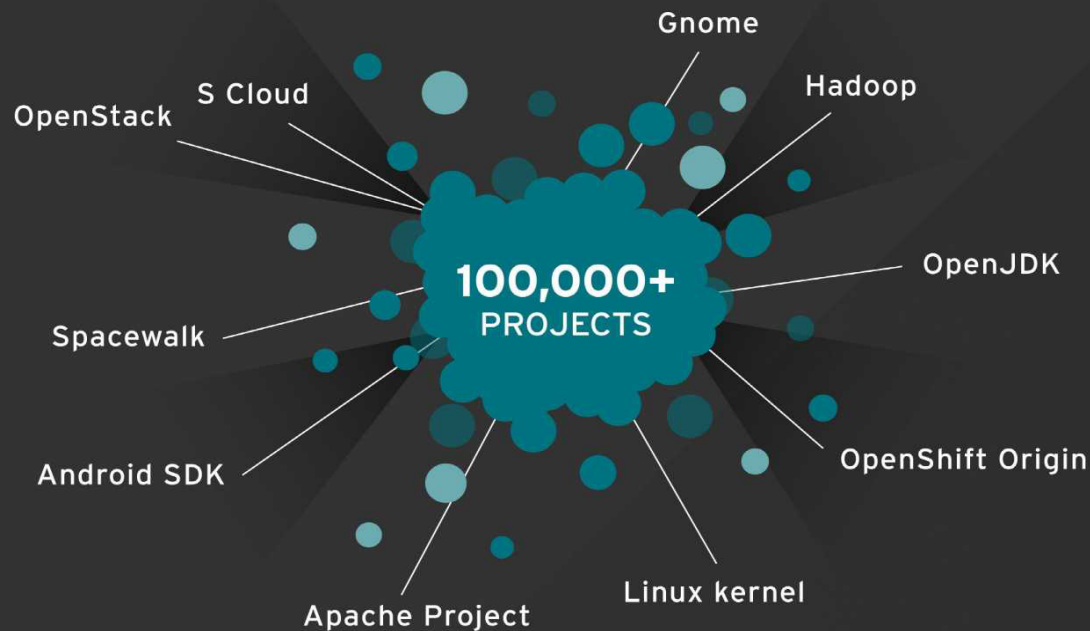 Gnome
S Cloud
Hadoop
OpenStack
OpenJDK
100,000+
PROJECTS
Spacewalk
Android SDK
OpenShift Origin
Linux kernel
Apache Project